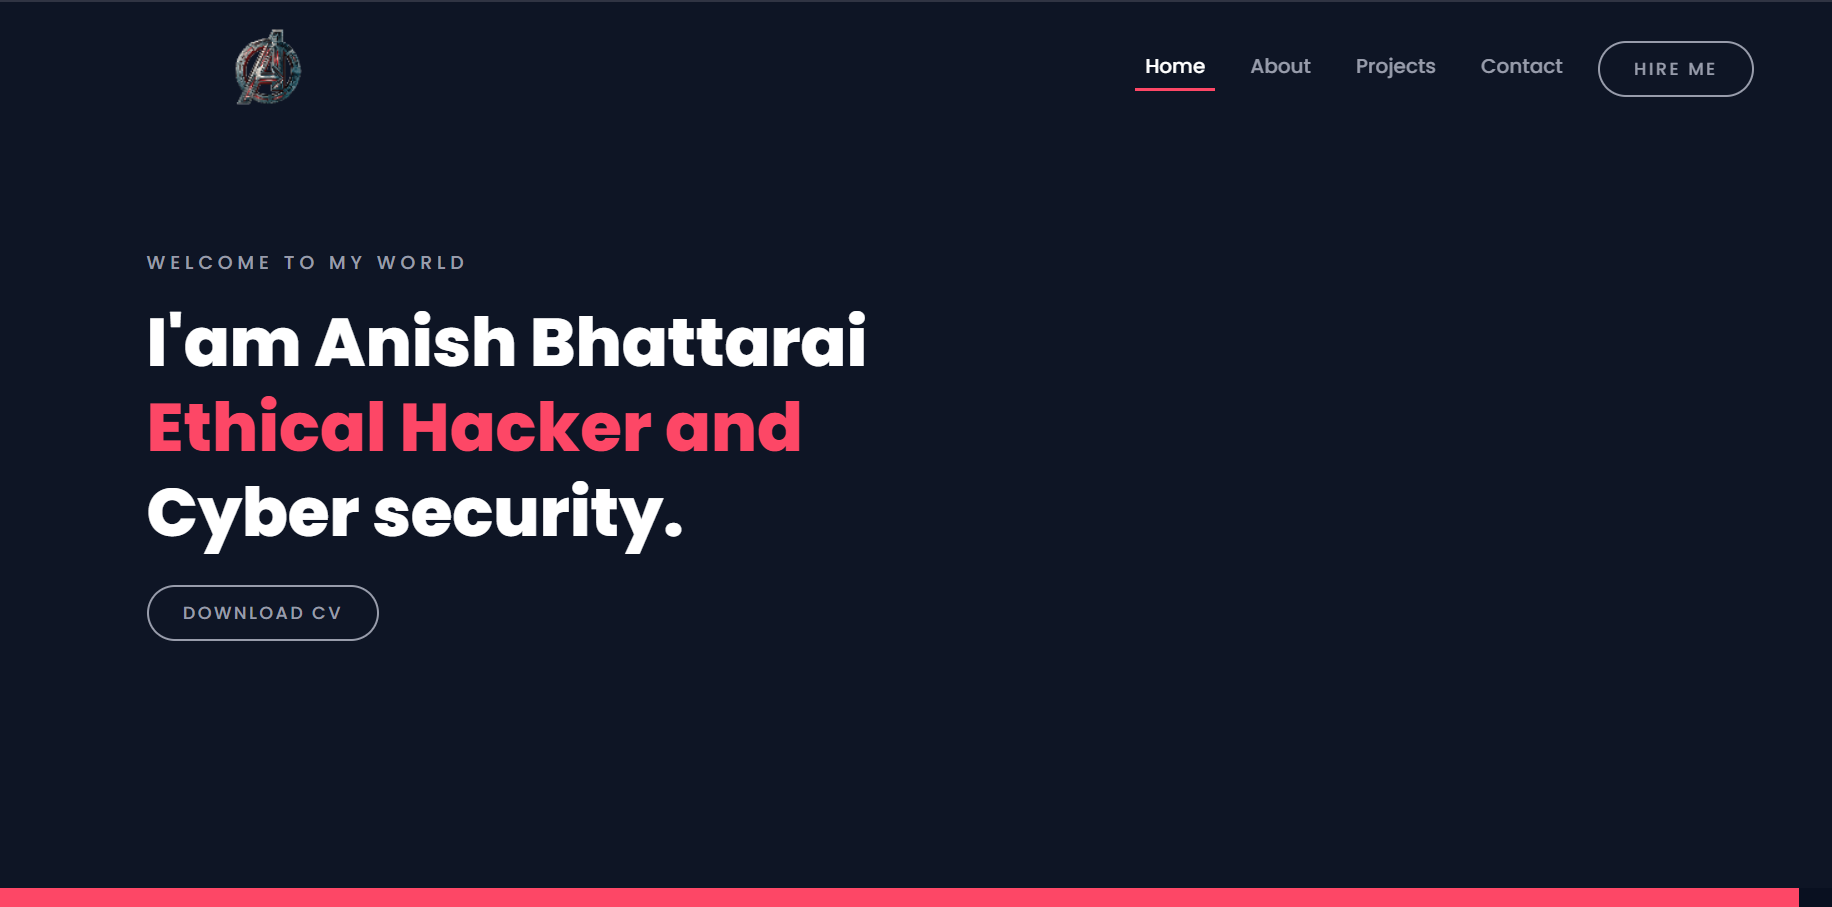 Home About Projects Contact HIRE ME
WELCOME TO MY WORLD
I'am Anish Bhattarai
Ethical Hacker and
Cyber security.
DOWNLOAD CV